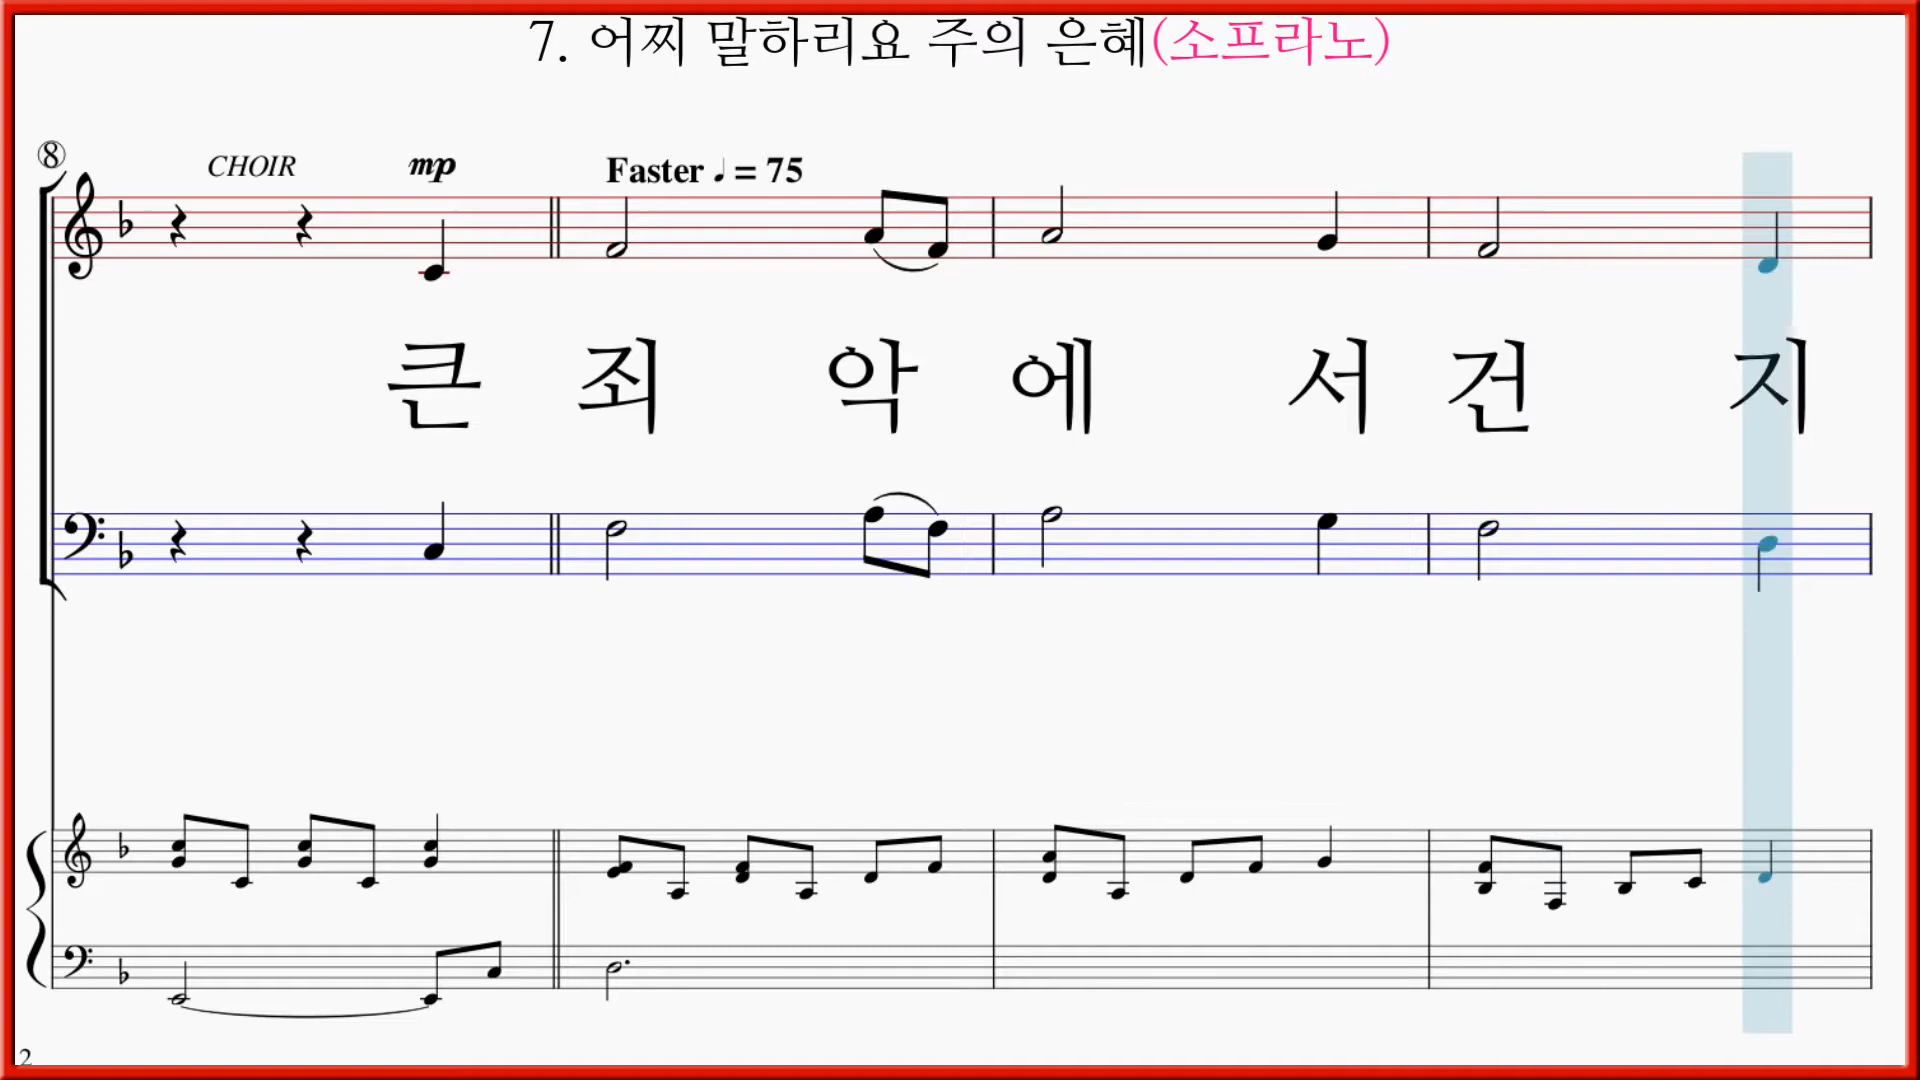 7. 어찌 말하리요 주의 은혜(소프라노)
⑧ CHOIR mp Faster ♩ = 75
큰 죄 악 에 서 건 지
2